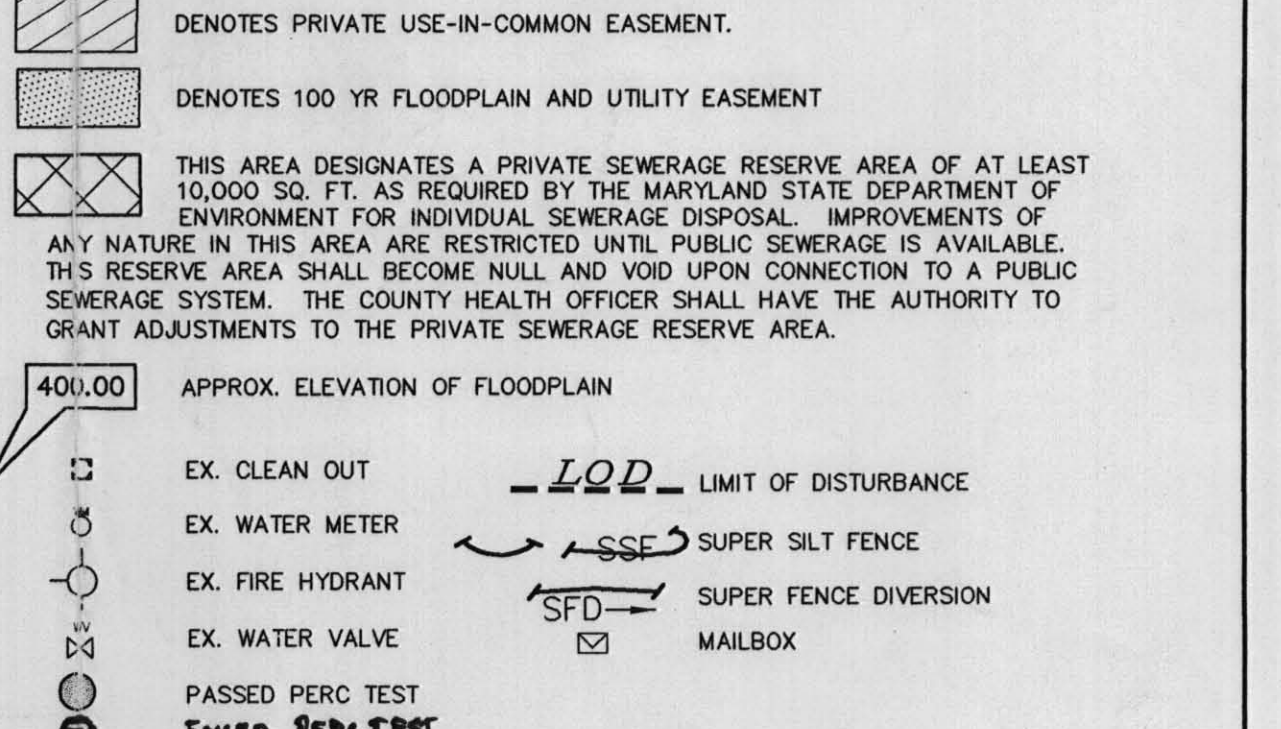 DENOTES PRIVATE USE-IN-COMMON EASEMENT.
DENOTES 100 YR FLOODPLAIN AND UTILITY EASEMENT
THIS AREA DESIGNATES A PRIVATE SEWERAGE RESERVE AREA OF AT LEAST
10,000 SQ. FT. AS REQUIRED BY THE MARYLAND STATE DEPARTMENT OF
ENVIRONMENT FOR INDIVIDUAL SEWERAGE DISPOSAL. IMPROVEMENTS OF
ANY NATURE IN THIS AREA ARE RESTRICTED UNTIL PUBLIC SEWERAGE IS AVAILABLE.
THIS RESERVE AREA SHALL BECOME NULL AND VOID UPON CONNECTION TO A PUBLIC
SEWERAGE SYSTEM. THE COUNTY HEALTH OFFICER SHALL HAVE THE AUTHORITY TO
GRANT ADJUSTMENTS TO THE PRIVATE SEWERAGE RESERVE AREA.
400.00 APPROX. ELEVATION OF FLOODPLAIN
EX. CLEAN OUT
EX. WATER METER
EX. FIRE HYDRANT
WV EX. WATER VALVE
PASSED PERC TEST
FAILED PERC TEST
LOD LIMIT OF DISTURBANCE
SSF SUPER SILT FENCE
SFD SUPER FENCE DIVERSION
MAILBOX